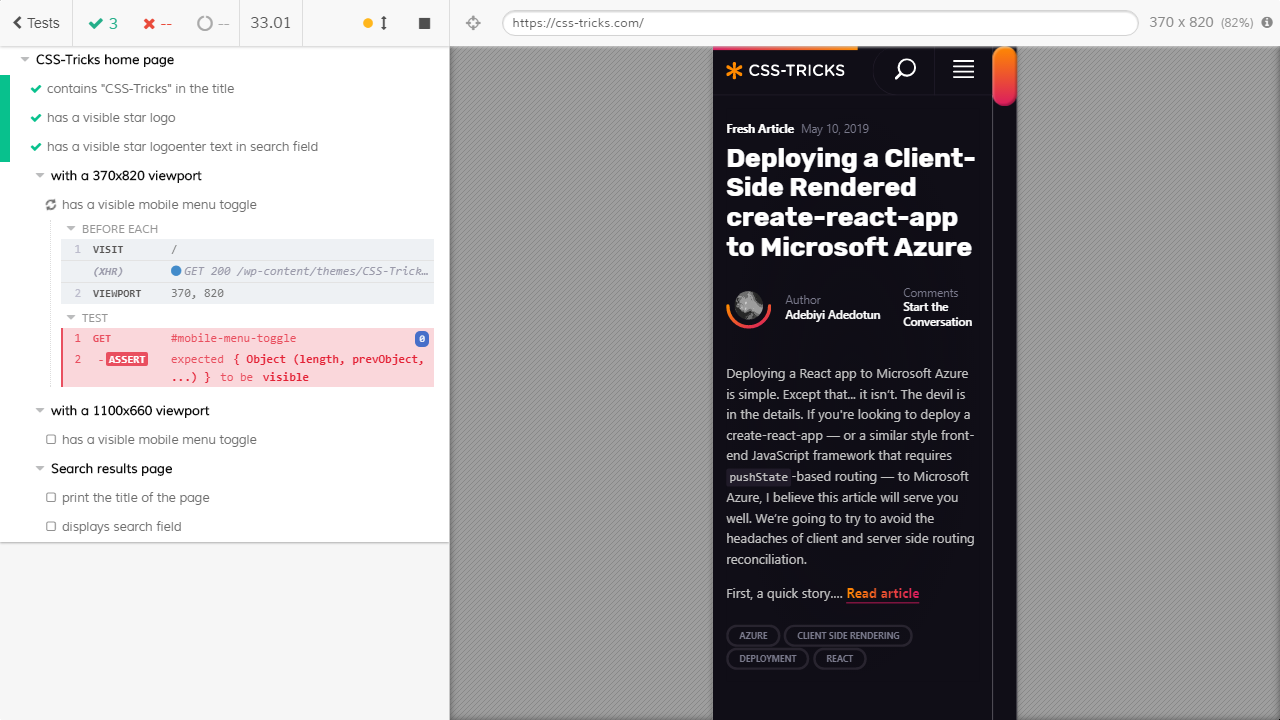 Tests
3
--
--
33.01
https://css-tricks.com/
370 x 820 (82%)
CSS-Tricks home page
contains "CSS-Tricks" in the title
has a visible star logo
has a visible star logoenter text in search field
with a 370x820 viewport
has a visible mobile menu toggle
BEFORE EACH
1 VISIT /
(XHR) GET 200 /wp-content/themes/CSS-Trick…
2 VIEWPORT 370, 820
TEST
1 GET #mobile-menu-toggle 0
2 -ASSERT expected { Object (length, prevObject,
...) } to be visible
with a 1100x660 viewport
has a visible mobile menu toggle
Search results page
print the title of the page
displays search field
CSS-TRICKS
Fresh Article May 10, 2019
Deploying a Client-
Side Rendered
create-react-app
to Microsoft Azure
Author
Adebiyi Adedotun
Comments
Start the
Conversation
Deploying a React app to Microsoft Azure
is simple. Except that… it isn’t. The devil is
in the details. If you're looking to deploy a
create-react-app — or a similar style front-
end JavaScript framework that requires
pushState-based routing — to Microsoft
Azure, I believe this article will serve you
well. We’re going to try to avoid the
headaches of client and server side routing
reconciliation.
First, a quick story.… Read article
AZURE
CLIENT SIDE RENDERING
DEPLOYMENT
REACT